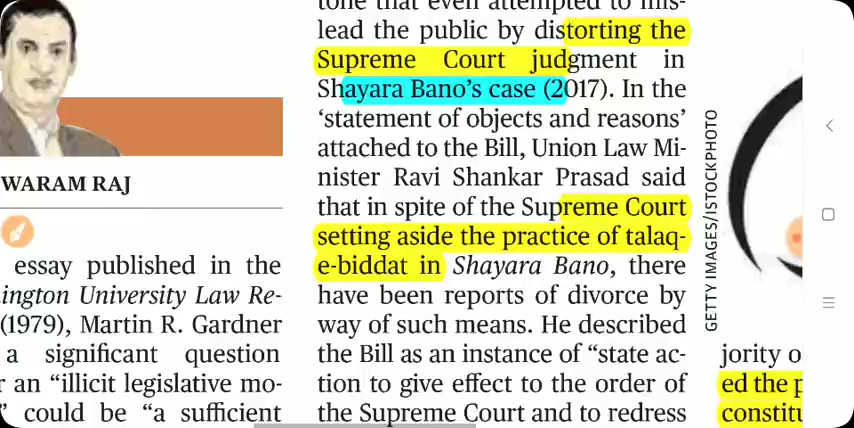 WARAM RAJ
essay published in the
ington University Law Re-
(1979), Martin R. Gardner
a significant question
r an “illicit legislative mo-
” could be “a sufficient
tone that even attempted to mis-
lead the public by distorting the
Supreme Court judgment in
Shayara Bano’s case (2017). In the
‘statement of objects and reasons’
attached to the Bill, Union Law Mi-
nister Ravi Shankar Prasad said
that in spite of the Supreme Court
setting aside the practice of talaq-
e-biddat in Shayara Bano, there
have been reports of divorce by
way of such means. He described
the Bill as an instance of “state ac-
tion to give effect to the order of
the Supreme Court and to redress
GETTY IMAGES/ISTOCKPHOTO
jority o
ed the p
constitu